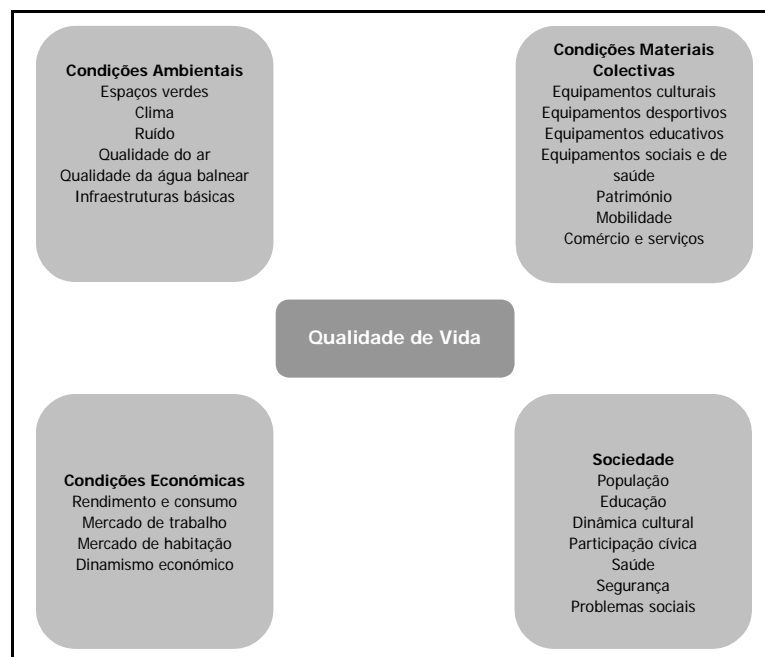 Condições Ambientais
Espaços verdes
Clima
Ruído
Qualidade do ar
Qualidade da água balnear
Infraestruturas básicas
Condições Materiais
Colectivas
Equipamentos culturais
Equipamentos desportivos
Equipamentos educativos
Equipamentos sociais e de
saúde
Património
Mobilidade
Comércio e serviços
Qualidade de Vida
Condições Económicas
Rendimento e consumo
Mercado de trabalho
Mercado de habitação
Dinamismo económico
Sociedade
População
Educação
Dinâmica cultural
Participação cívica
Saúde
Segurança
Problemas sociais